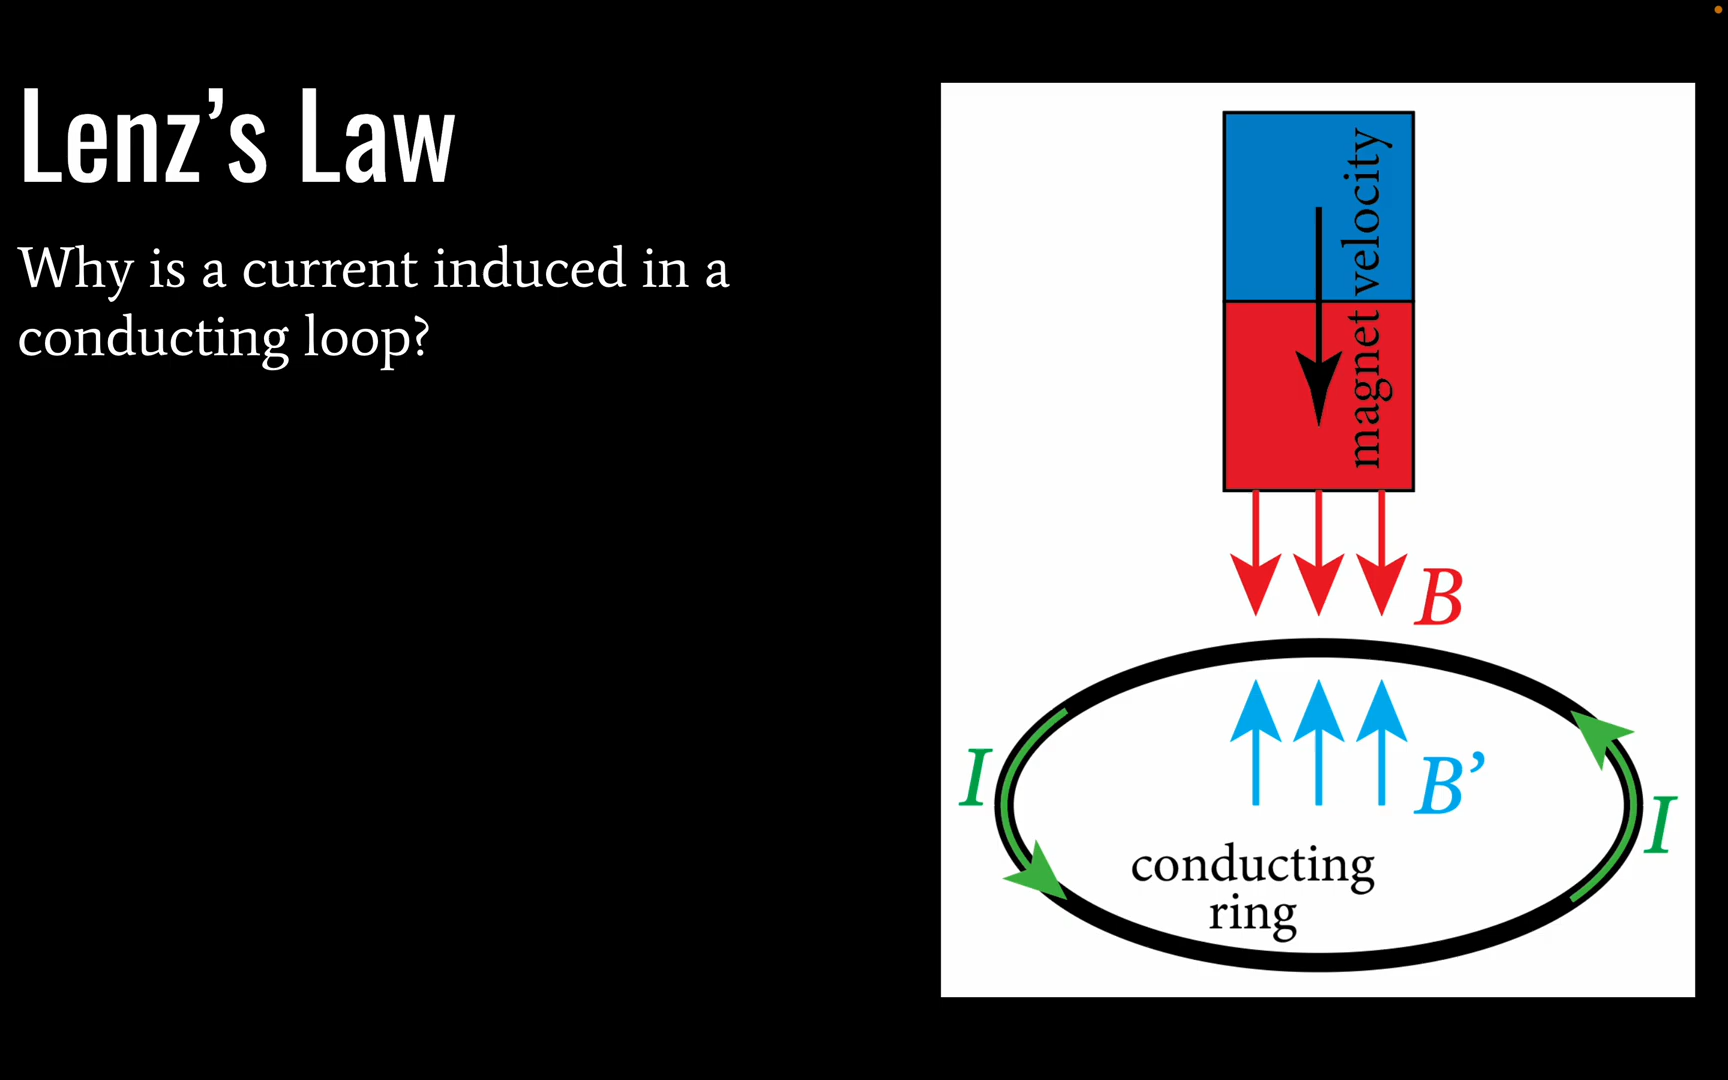 Lenz’s Law
Why is a current induced in a
conducting loop?
magnet velocity
B
B’
I
I
conducting
ring